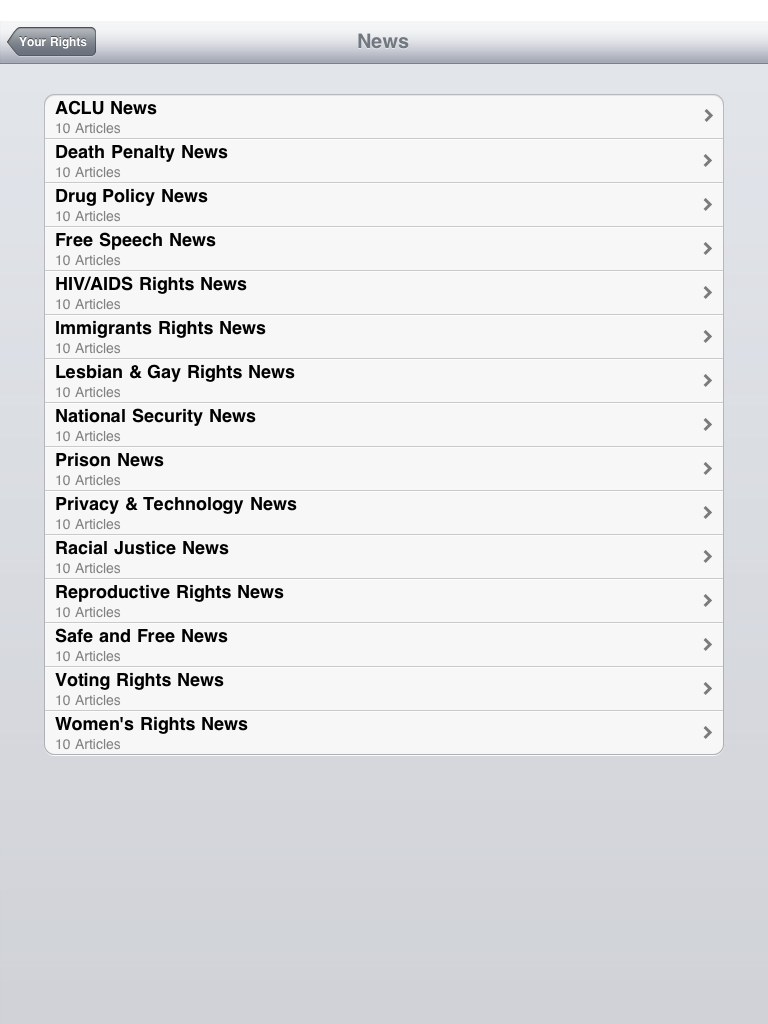 Your Rights
News
ACLU News
10 Articles
Death Penalty News
10 Articles
Drug Policy News
10 Articles
Free Speech News
10 Articles
HIV/AIDS Rights News
10 Articles
Immigrants Rights News
10 Articles
Lesbian & Gay Rights News
10 Articles
National Security News
10 Articles
Prison News
10 Articles
Privacy & Technology News
10 Articles
Racial Justice News
10 Articles
Reproductive Rights News
10 Articles
Safe and Free News
10 Articles
Voting Rights News
10 Articles
Women's Rights News
10 Articles